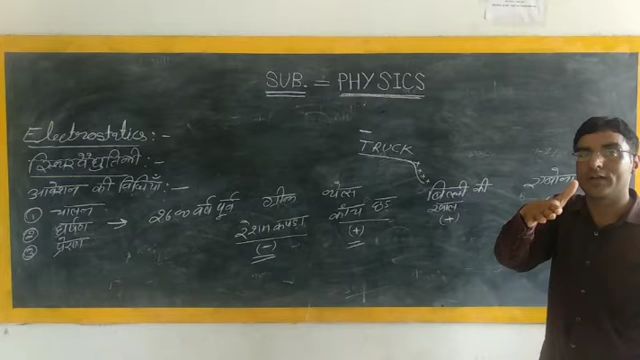 SUB. = PHYSICS
Electrostatics:-
स्थिरवैद्युतिकी:-
आवेशन की विधियाँ:-
① चालन
② घर्षण → 2600 वर्ष पूर्व ग्रीक थेल्स
③ प्रेरण
रेशम कपड़ा
(-)
काँच छड़
(+)
TRUCK
बिल्ली की
खाल
(+)